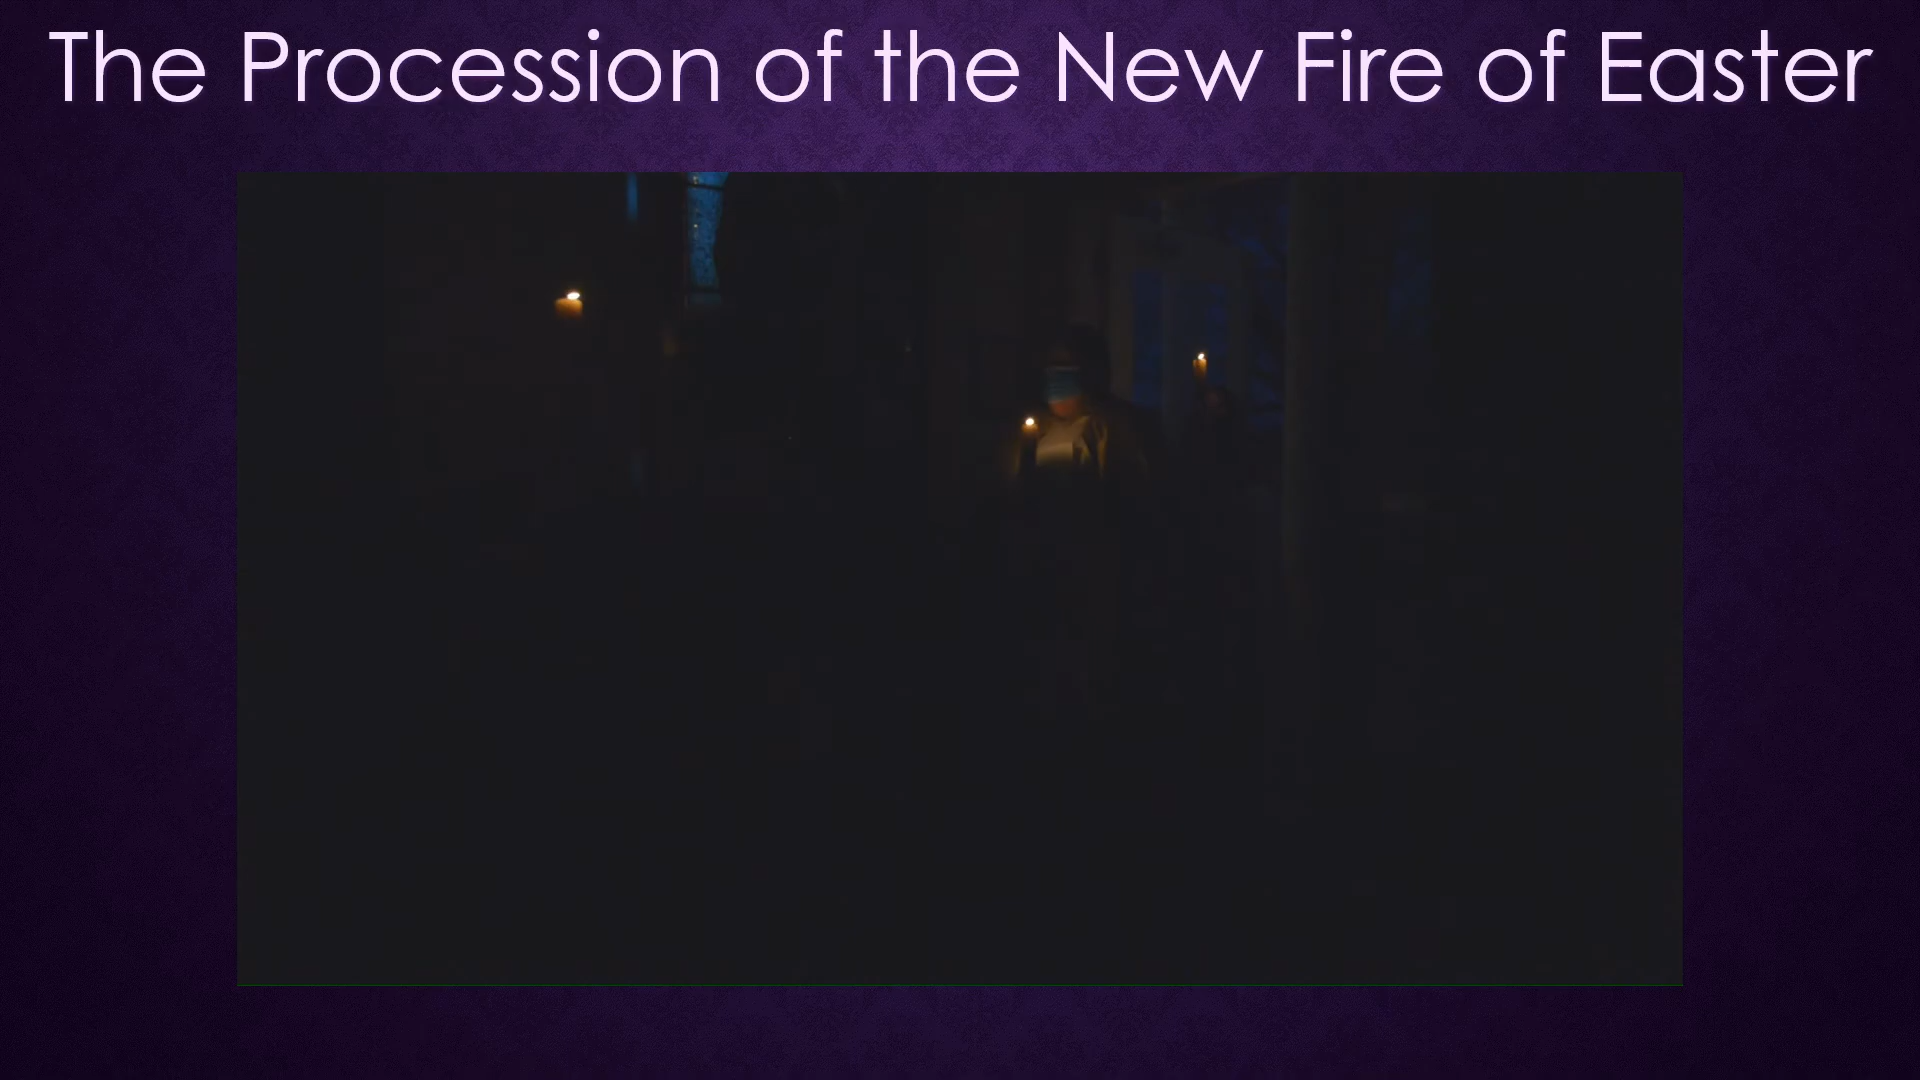 The Procession of the New Fire of Easter